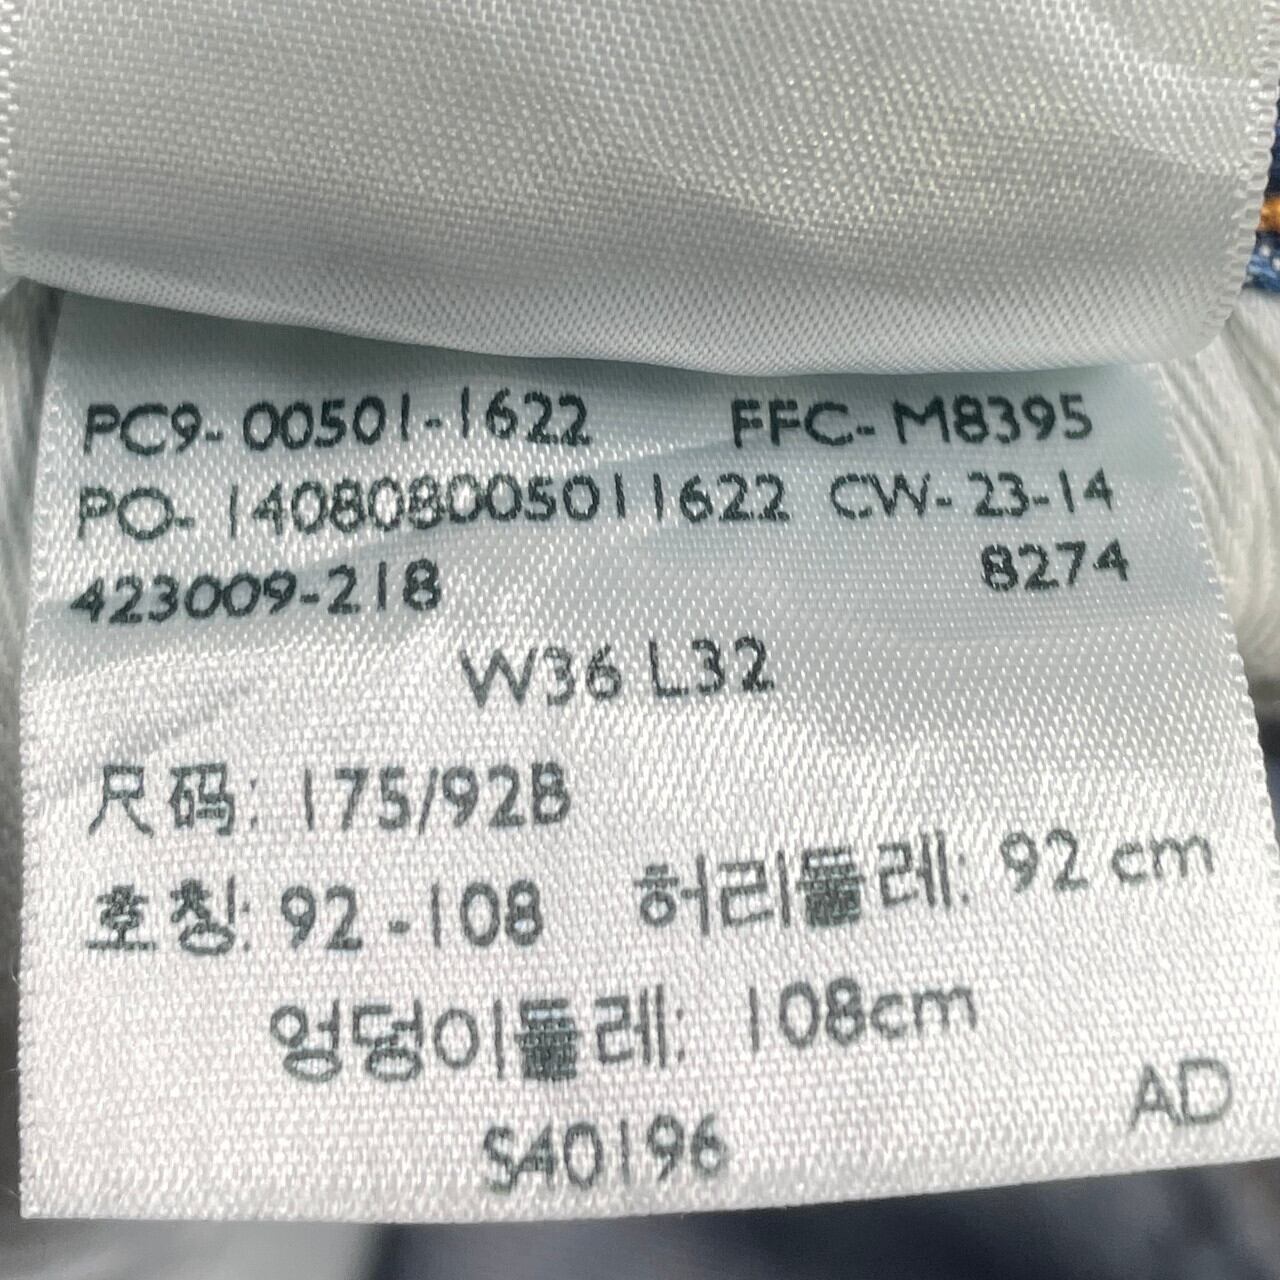 PC9- 00501-1622 FFC- M8395
PO- 140808005011622 CW- 23-14
423009-218 8274
W36 L32
尺码: 175/92B
호칭: 92 -108 허리둘레: 92 cm
엉덩이둘레: 108cm
AD
S40196